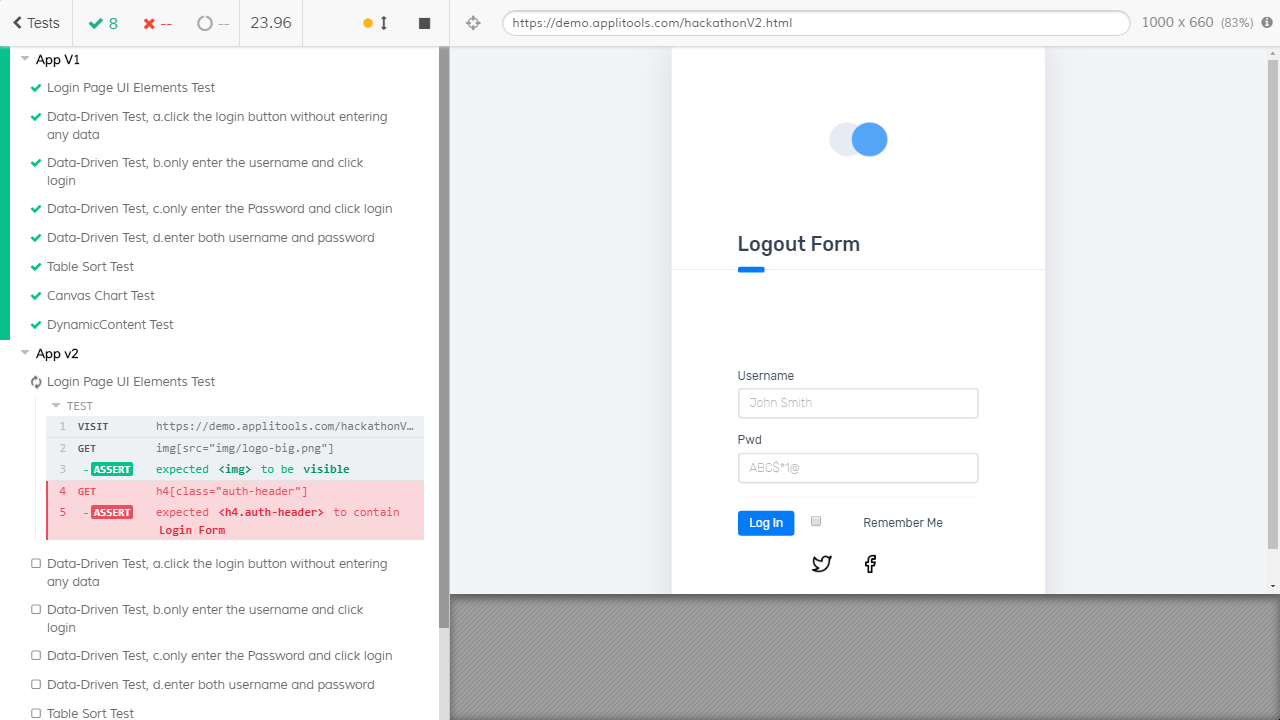 Tests
8
--
--
23.96
https://demo.applitools.com/hackathonV2.html
1000 x 660 (83%)
App V1
Login Page UI Elements Test
Data-Driven Test, a.click the login button without entering
any data
Data-Driven Test, b.only enter the username and click
login
Data-Driven Test, c.only enter the Password and click login
Data-Driven Test, d.enter both username and password
Table Sort Test
Canvas Chart Test
DynamicContent Test
App v2
Login Page UI Elements Test
TEST
1 VISIT https://demo.applitools.com/hackathonV…
2 GET img[src="img/logo-big.png"]
3 - ASSERT expected <img> to be visible
4 GET h4[class="auth-header"]
5 - ASSERT expected <h4.auth-header> to contain
Login Form
Data-Driven Test, a.click the login button without entering
any data
Data-Driven Test, b.only enter the username and click
login
Data-Driven Test, c.only enter the Password and click login
Data-Driven Test, d.enter both username and password
Table Sort Test
Logout Form
Username
John Smith
Pwd
ABC$*1@
Log In
Remember Me